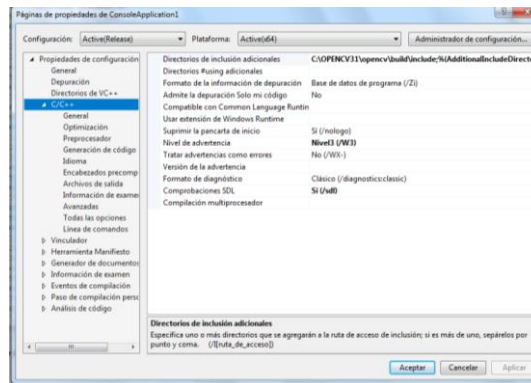 Páginas de propiedades de ConsoleApplication1
Configuración: Active(Release) Plataforma: Active(x64) Administrador de configuración...
Propiedades de configuración
General
Depuración
Directorios de VC++
C/C++
General
Optimización
Preprocesador
Generación de código
Idioma
Encabezados precomp
Archivos de salida
Información de examen
Avanzadas
Todas las opciones
Línea de comandos
Vinculador
Herramienta Manifiesto
Generador de documentos
Información de examen
Eventos de compilación
Paso de compilación perso
Análisis de código
Directorios de inclusión adicionales C:\OPENCV31\opencv\build\include;%(AdditionalIncludeDirect
Directorios #using adicionales
Formato de la información de depuración Base de datos de programa (/Zi)
Admite la depuración Solo mi código No
Compatible con Common Language Runtin
Usar extensión de Windows Runtime
Suprimir la pancarta de inicio Sí (/nologo)
Nivel de advertencia Nivel3 (/W3)
Tratar advertencias como errores No (/WX-)
Versión de la advertencia
Formato de diagnóstico Clásico (/diagnostics:classic)
Comprobaciones SDL Sí (/sdl)
Compilación multiprocesador
Directorios de inclusión adicionales
Especifica uno o más directorios que se agregarán a la ruta de acceso de inclusión; si es más de uno, sepárelos por
punto y coma. (/I[ruta_de_acceso])
Aceptar Cancelar Aplicar